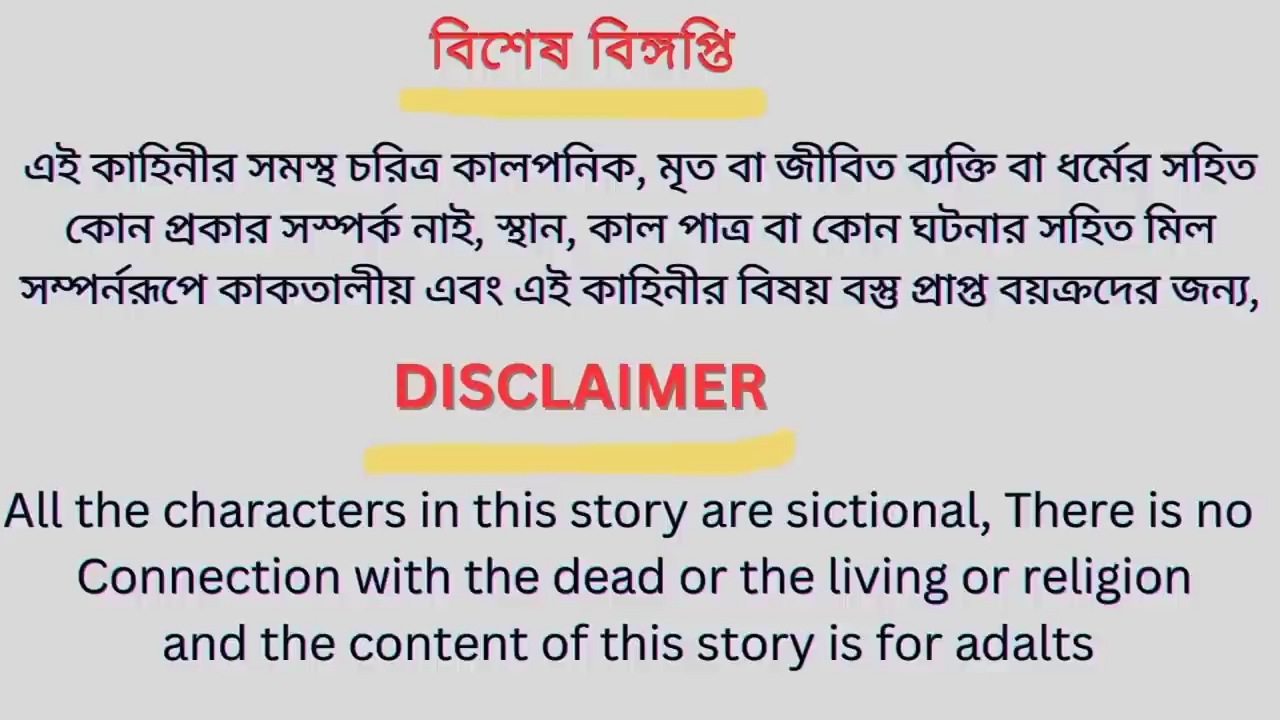 বিশেষ বিঙ্গপ্তি
এই কাহিনীর সমস্থ চরিত্র কালপনিক, মৃত বা জীবিত ব্যক্তি বা ধর্মের সহিত
কোন প্রকার সস্পর্ক নাই, স্থান, কাল পাত্র বা কোন ঘটনার সহিত মিল
সম্পর্নরূপে কাকতালীয় এবং এই কাহিনীর বিষয় বস্তু প্রাপ্ত বয়ক্রদের জন্য,
DISCLAIMER
All the characters in this story are sictional, There is no
Connection with the dead or the living or religion
and the content of this story is for adalts